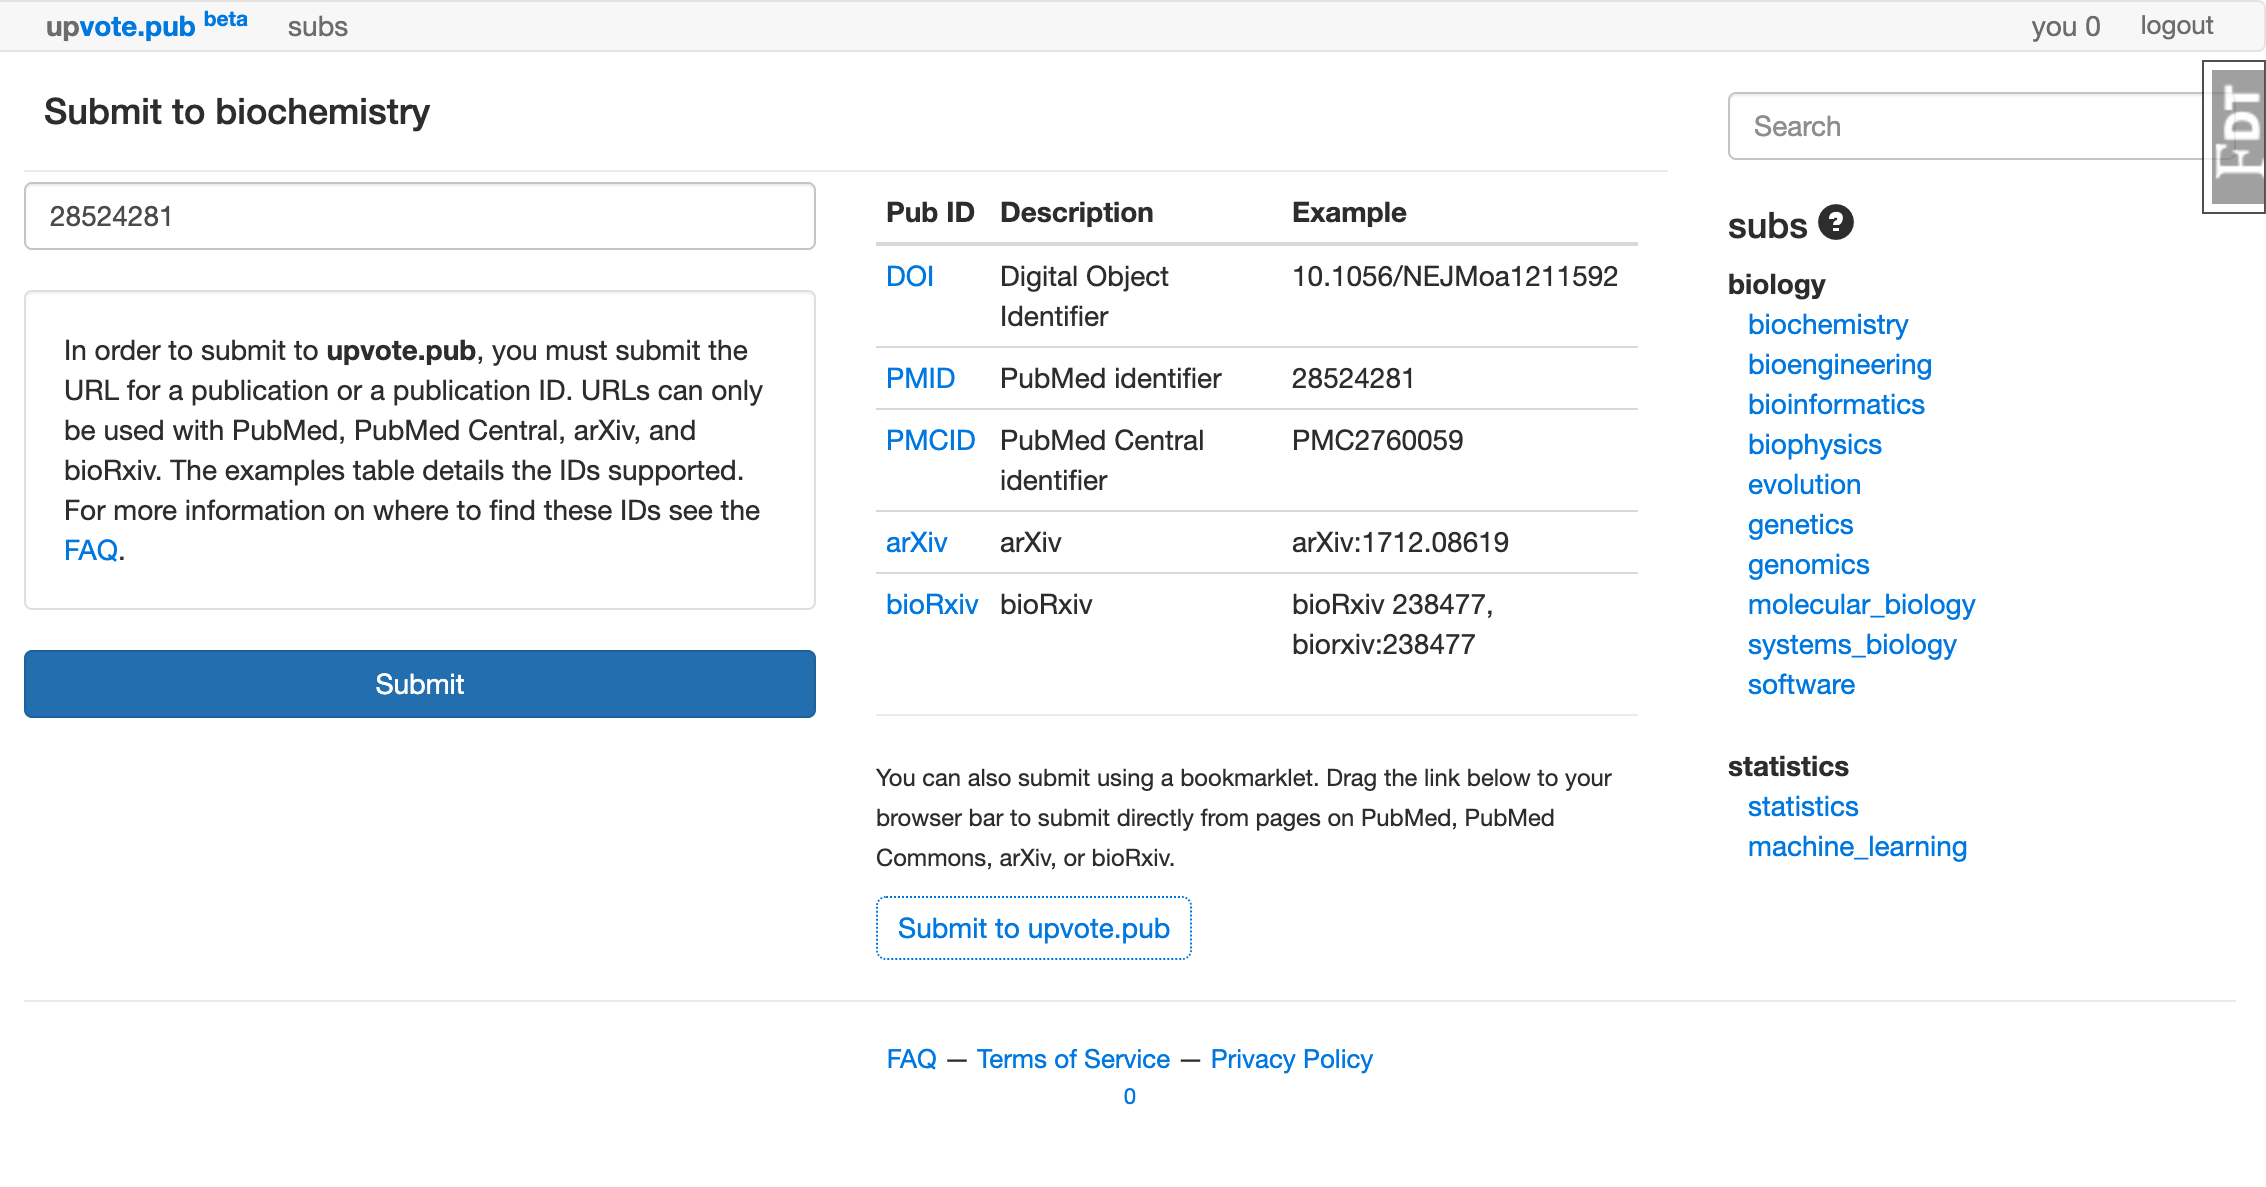 upvote.pub beta subs you 0 logout
Submit to biochemistry
Search
FDT
28524281
In order to submit to upvote.pub, you must submit the
URL for a publication or a publication ID. URLs can only
be used with PubMed, PubMed Central, arXiv, and
bioRxiv. The examples table details the IDs supported.
For more information on where to find these IDs see the
FAQ.
Submit
Pub ID Description Example
DOI Digital Object 10.1056/NEJMoa1211592
Identifier
PMID PubMed identifier 28524281
PMCID PubMed Central PMC2760059
identifier
arXiv arXiv arXiv:1712.08619
bioRxiv bioRxiv bioRxiv 238477,
biorxiv:238477
You can also submit using a bookmarklet. Drag the link below to your
browser bar to submit directly from pages on PubMed, PubMed
Commons, arXiv, or bioRxiv.
Submit to upvote.pub
subs ?
biology
biochemistry
bioengineering
bioinformatics
biophysics
evolution
genetics
genomics
molecular_biology
systems_biology
software
statistics
statistics
machine_learning
FAQ — Terms of Service — Privacy Policy
0